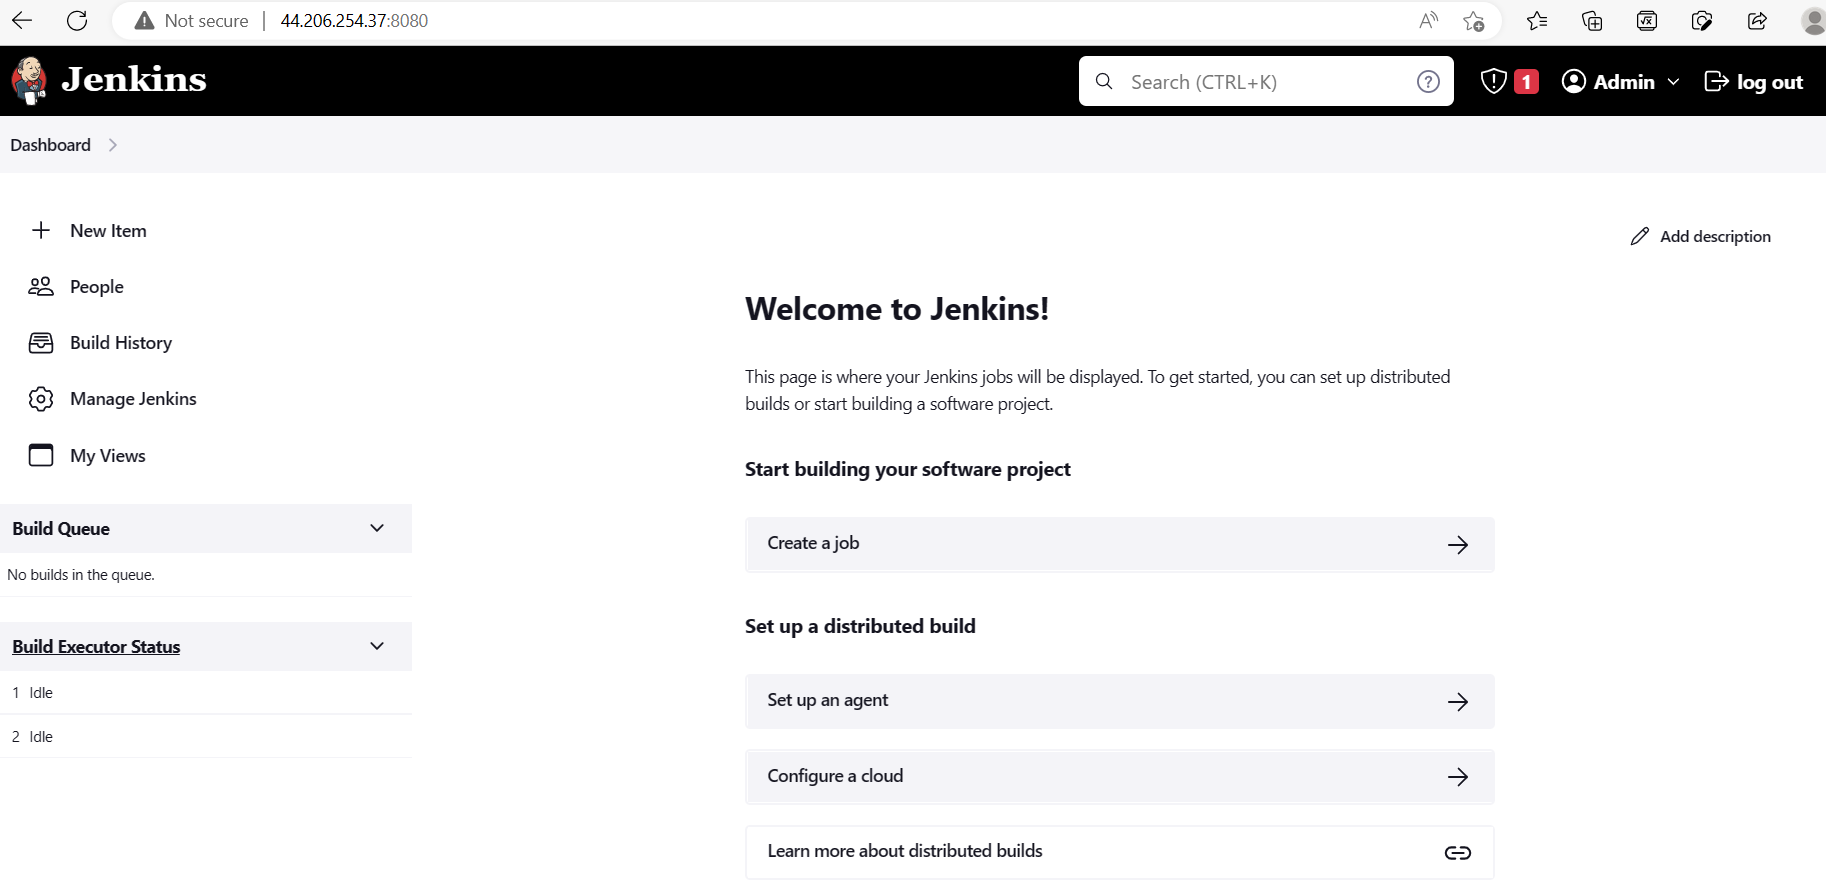 Not secure | 44.206.254.37:8080
Jenkins
Search (CTRL+K)
1
Admin
log out
Dashboard
New Item
People
Build History
Manage Jenkins
My Views
Build Queue
No builds in the queue.
Build Executor Status
1 Idle
2 Idle
Add description
Welcome to Jenkins!
This page is where your Jenkins jobs will be displayed. To get started, you can set up distributed
builds or start building a software project.
Start building your software project
Create a job
Set up a distributed build
Set up an agent
Configure a cloud
Learn more about distributed builds